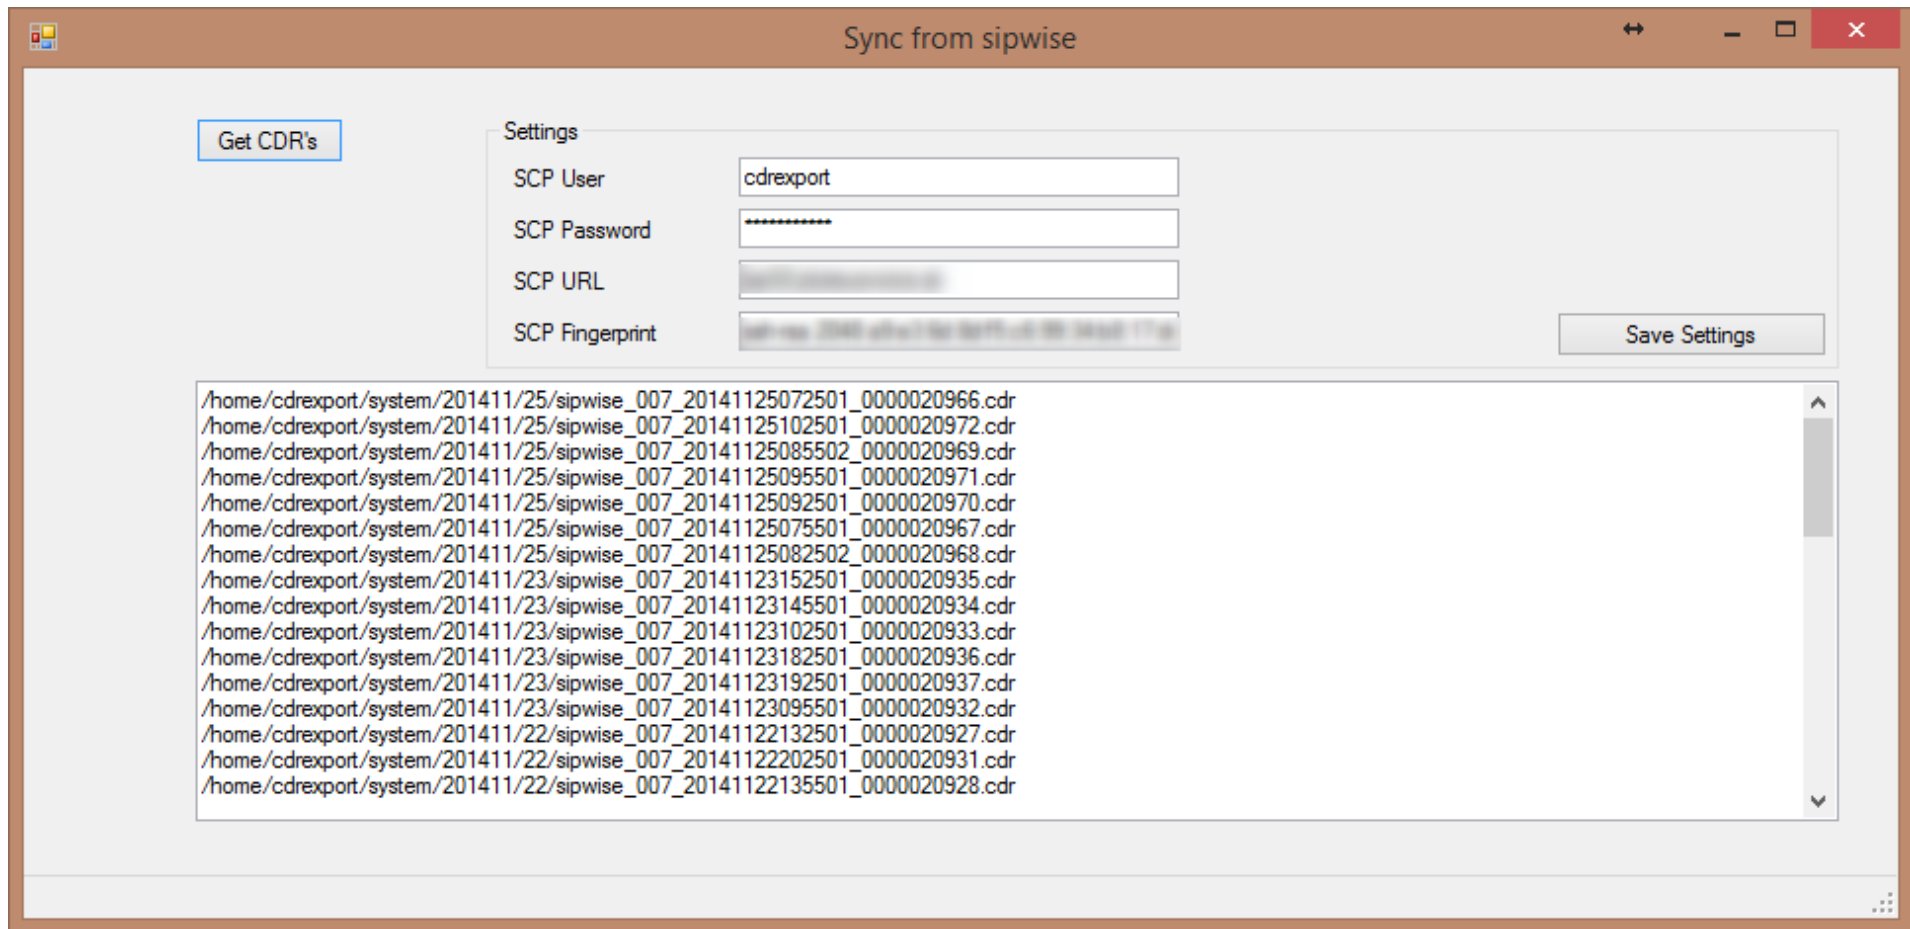 Sync from sipwise
Get CDR's
Settings
SCP User
cdrexport
SCP Password
***********
SCP URL
SCP Fingerprint
Save Settings
/home/cdrexport/system/201411/25/sipwise_007_20141125072501_0000020966.cdr
/home/cdrexport/system/201411/25/sipwise_007_20141125102501_0000020972.cdr
/home/cdrexport/system/201411/25/sipwise_007_20141125085502_0000020969.cdr
/home/cdrexport/system/201411/25/sipwise_007_20141125095501_0000020971.cdr
/home/cdrexport/system/201411/25/sipwise_007_20141125092501_0000020970.cdr
/home/cdrexport/system/201411/25/sipwise_007_20141125075501_0000020967.cdr
/home/cdrexport/system/201411/25/sipwise_007_20141125082502_0000020968.cdr
/home/cdrexport/system/201411/23/sipwise_007_20141123152501_0000020935.cdr
/home/cdrexport/system/201411/23/sipwise_007_20141123145501_0000020934.cdr
/home/cdrexport/system/201411/23/sipwise_007_20141123102501_0000020933.cdr
/home/cdrexport/system/201411/23/sipwise_007_20141123182501_0000020936.cdr
/home/cdrexport/system/201411/23/sipwise_007_20141123192501_0000020937.cdr
/home/cdrexport/system/201411/23/sipwise_007_20141123095501_0000020932.cdr
/home/cdrexport/system/201411/22/sipwise_007_20141122132501_0000020927.cdr
/home/cdrexport/system/201411/22/sipwise_007_20141122202501_0000020931.cdr
/home/cdrexport/system/201411/22/sipwise_007_20141122135501_0000020928.cdr